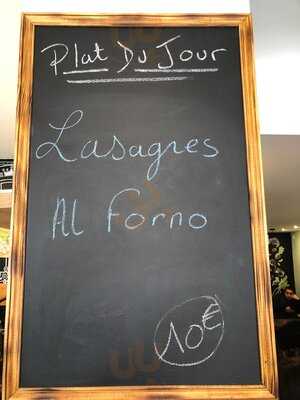 Plat Du Jour
Lasagnes
Al Forno
10€